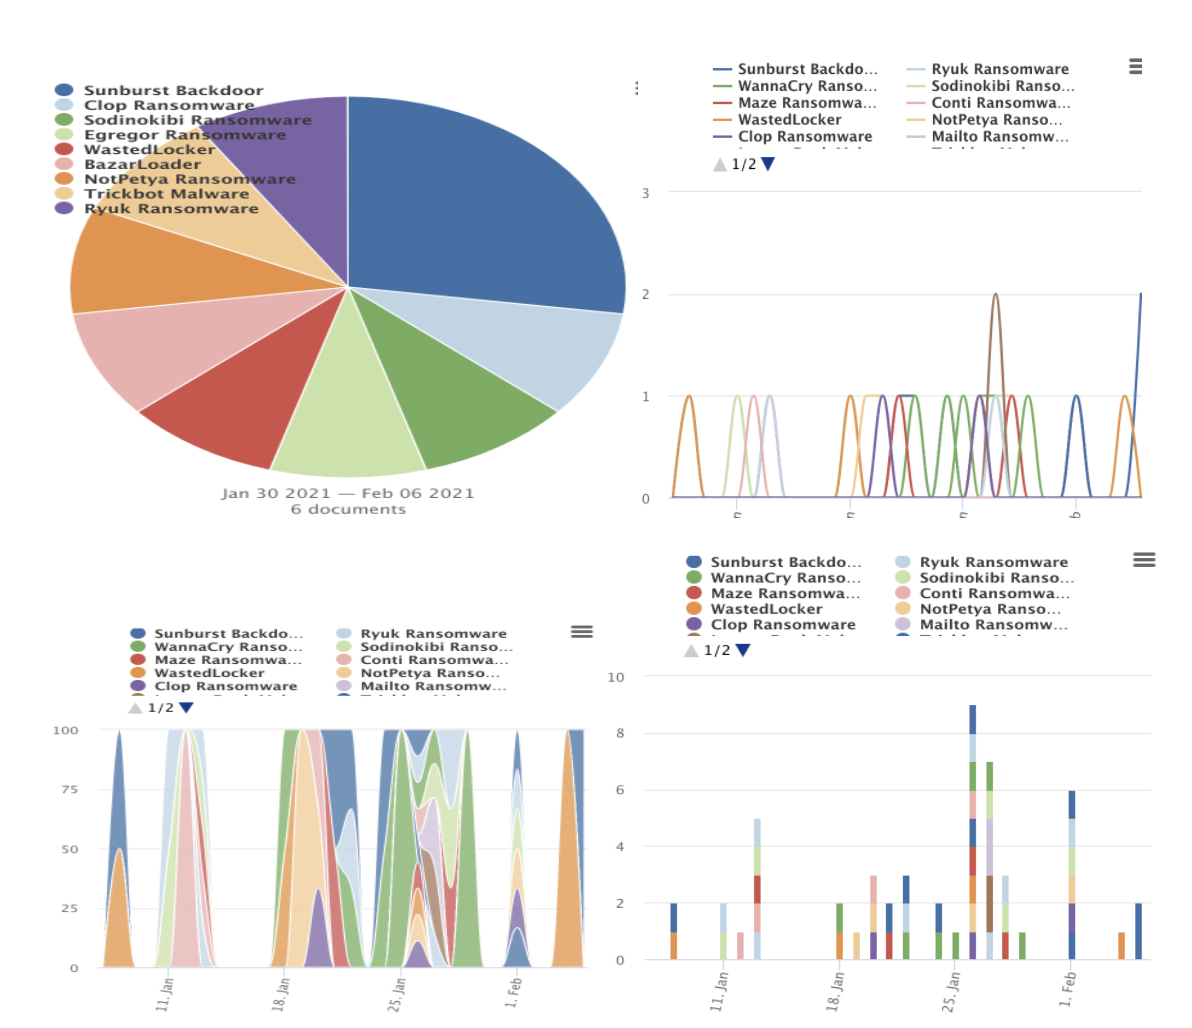 Sunburst Backdoor
Clop Ransomware
Sodinokibi Ransomware
Egregor Ransomware
WastedLocker
BazarLoader
NotPetya Ransomware
Trickbot Malware
Ryuk Ransomware
Jan 30 2021 — Feb 06 2021
6 documents
Sunburst Backdo... Ryuk Ransomware
WannaCry Ranso... Sodinokibi Ranso...
Maze Ransomwa... Conti Ransomwa...
WastedLocker NotPetya Ranso...
Clop Ransomware Mailto Ransomw...
1/2
3
2
1
0
n n n b
Sunburst Backdo... Ryuk Ransomware
WannaCry Ranso... Sodinokibi Ranso...
Maze Ransomwa... Conti Ransomwa...
WastedLocker NotPetya Ranso...
Clop Ransomware Mailto Ransomw...
1/2
100
75
50
25
0
11. Jan 18. Jan 25. Jan 1. Feb
Sunburst Backdo... Ryuk Ransomware
WannaCry Ranso... Sodinokibi Ranso...
Maze Ransomwa... Conti Ransomwa...
WastedLocker NotPetya Ranso...
Clop Ransomware Mailto Ransomw...
1/2
10
8
6
4
2
0
11. Jan 18. Jan 25. Jan 1. Feb